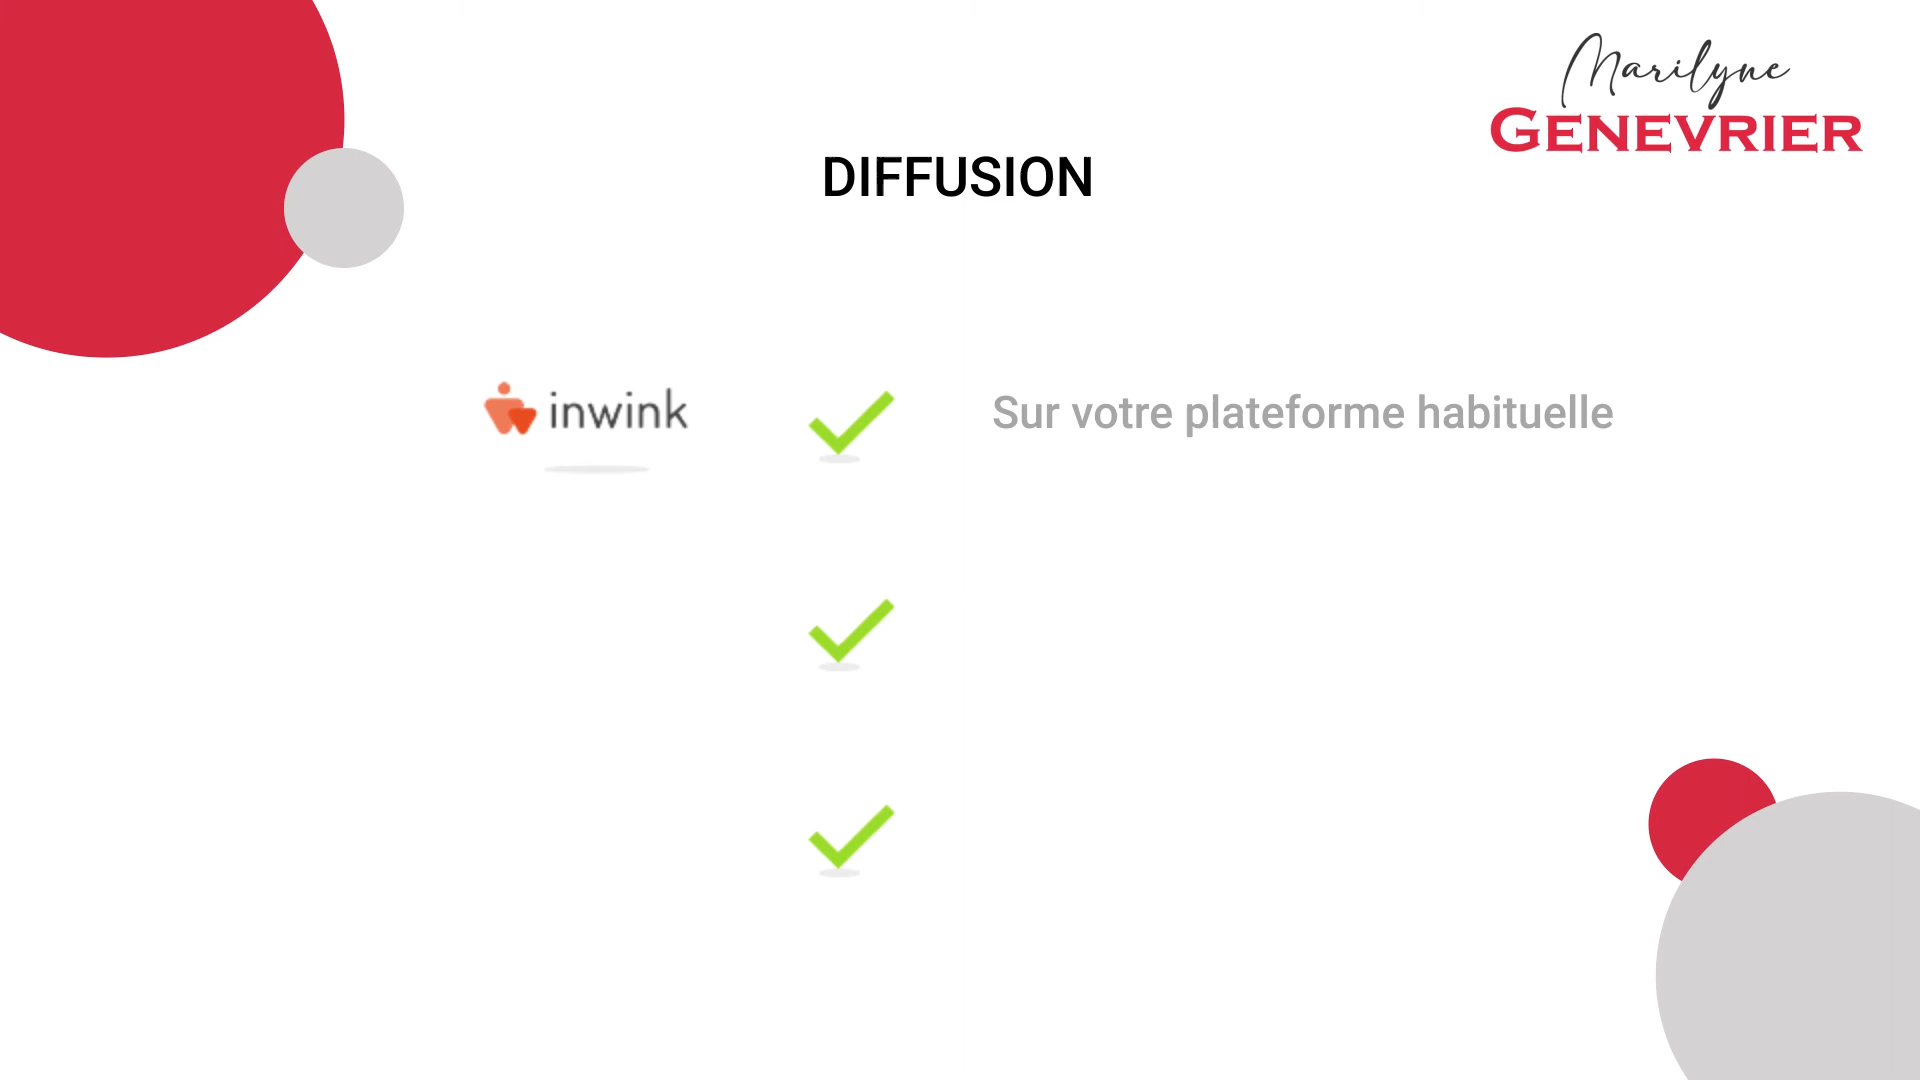 Marilyne
GENEVRIER
DIFFUSION
inwink
Sur votre plateforme habituelle